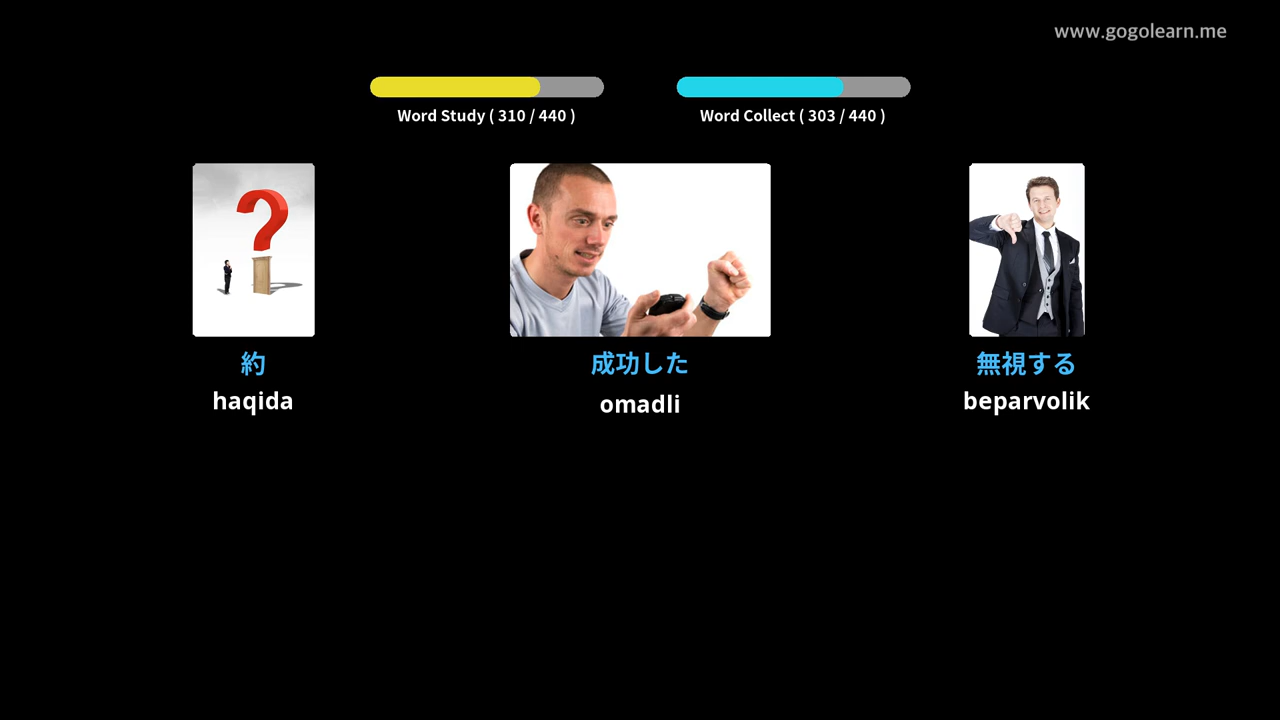 www.gogolearn.me
Word Study ( 310 / 440 )
Word Collect ( 303 / 440 )
約
haqida
成功した
omadli
無視する
beparvolik